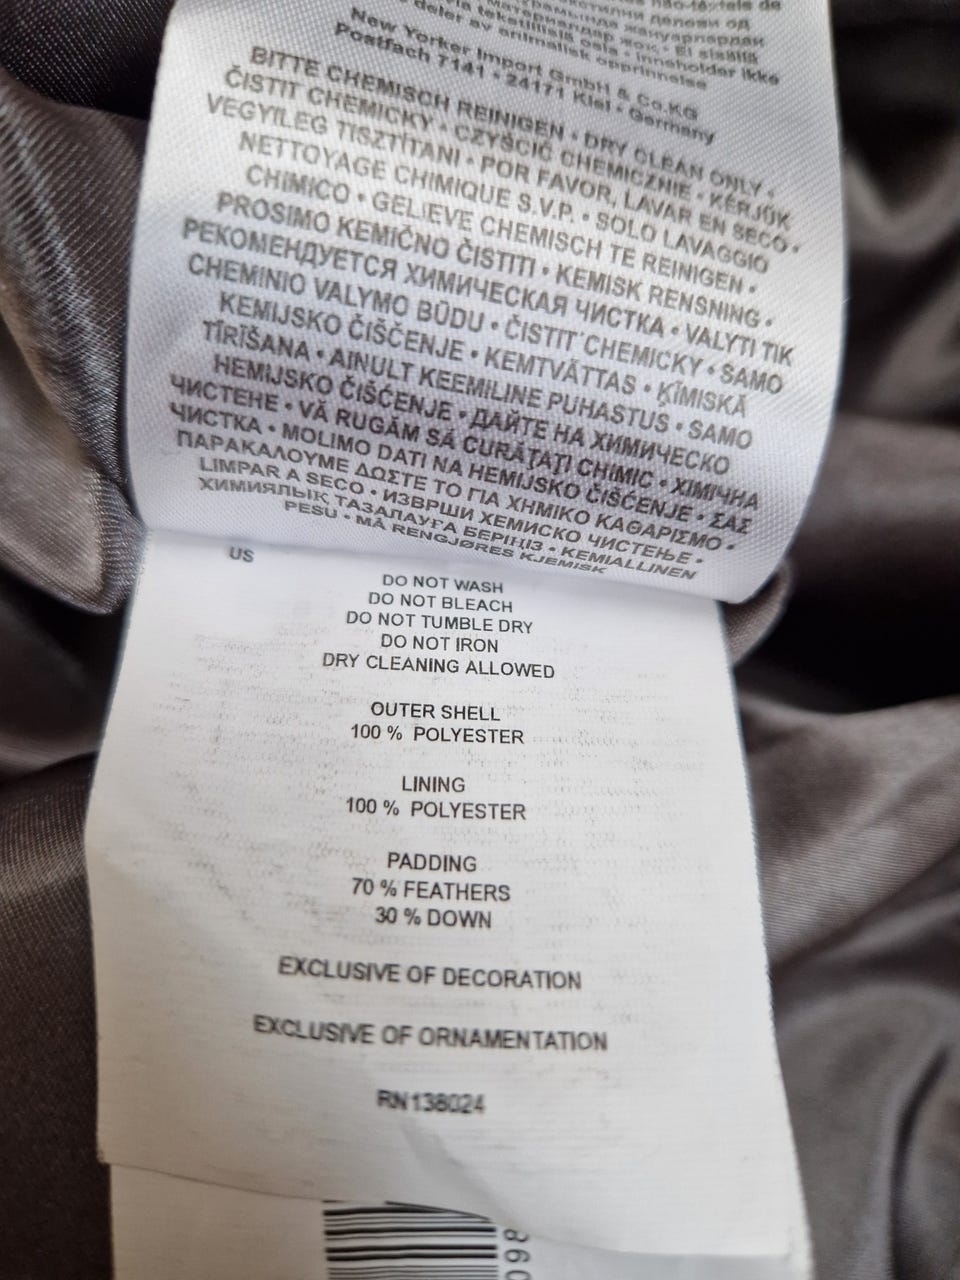 deler av animalsk opprinnelse
New Yorker Import GmbH & Co.KG
Postfach 7141 • 24171 Kiel • Germany
BITTE CHEMISCH REINIGEN • DRY CLEAN ONLY •
ČISTIT CHEMICKY • CZYŚCIĆ CHEMICZNIE • KÉRJÜK
VEGYILEG TISZTÍTANI • POR FAVOR, LAVAR EN SECO •
NETTOYAGE CHIMIQUE S.V.P. • SOLO LAVAGGIO
CHIMICO • GELIEVE CHEMISCH TE REINIGEN •
PROSIMO KEMIČNO ČISTITI • KEMISK RENSNING •
РЕКОМЕНДУЕТСЯ ХИМИЧЕСКАЯ ЧИСТКА • VALYTI TIK
CHEMINIO VALYMO BŪDU • ČISTIT CHEMICKY • SAMO
KEMIJSKO ČIŠĆENJE • KEMTVÄTTAS • ĶĪMISKĀ
TĪRĪŠANA • AINULT KEEMILINE PUHASTUS • SAMO
HEMIJSKO ČIŠĆENJE • ДАЙТЕ НА ХИМИЧЕСКО
ЧИСТЕНЕ • VĂ RUGĂM SĂ CURĂŢAŢI CHIMIC • ХІМІЧНА
ЧИСТКА • MOLIMO DATI NA HEMIJSKO ČIŠĆENJE • ΣΑΣ
ΠΑΡΑΚΑΛΟΥΜΕ ΔΩΣΤΕ ΤΟ ΓΙΑ ΧΗΜΙΚΟ ΚΑΘΑΡΙΣΜΟ •
LIMPAR A SECO • ИЗВРШИ ХЕМИСКО ЧИСТЕЊЕ •
ХИМИЯЛЫҚ ТАЗАЛАУҒА БЕРІҢІЗ • KEMIALLINEN
PESU • MÅ RENGJØRES KJEMISK
US
DO NOT WASH
DO NOT BLEACH
DO NOT TUMBLE DRY
DO NOT IRON
DRY CLEANING ALLOWED
OUTER SHELL
100 % POLYESTER
LINING
100 % POLYESTER
PADDING
70 % FEATHERS
30 % DOWN
EXCLUSIVE OF DECORATION
EXCLUSIVE OF ORNAMENTATION
RN138024